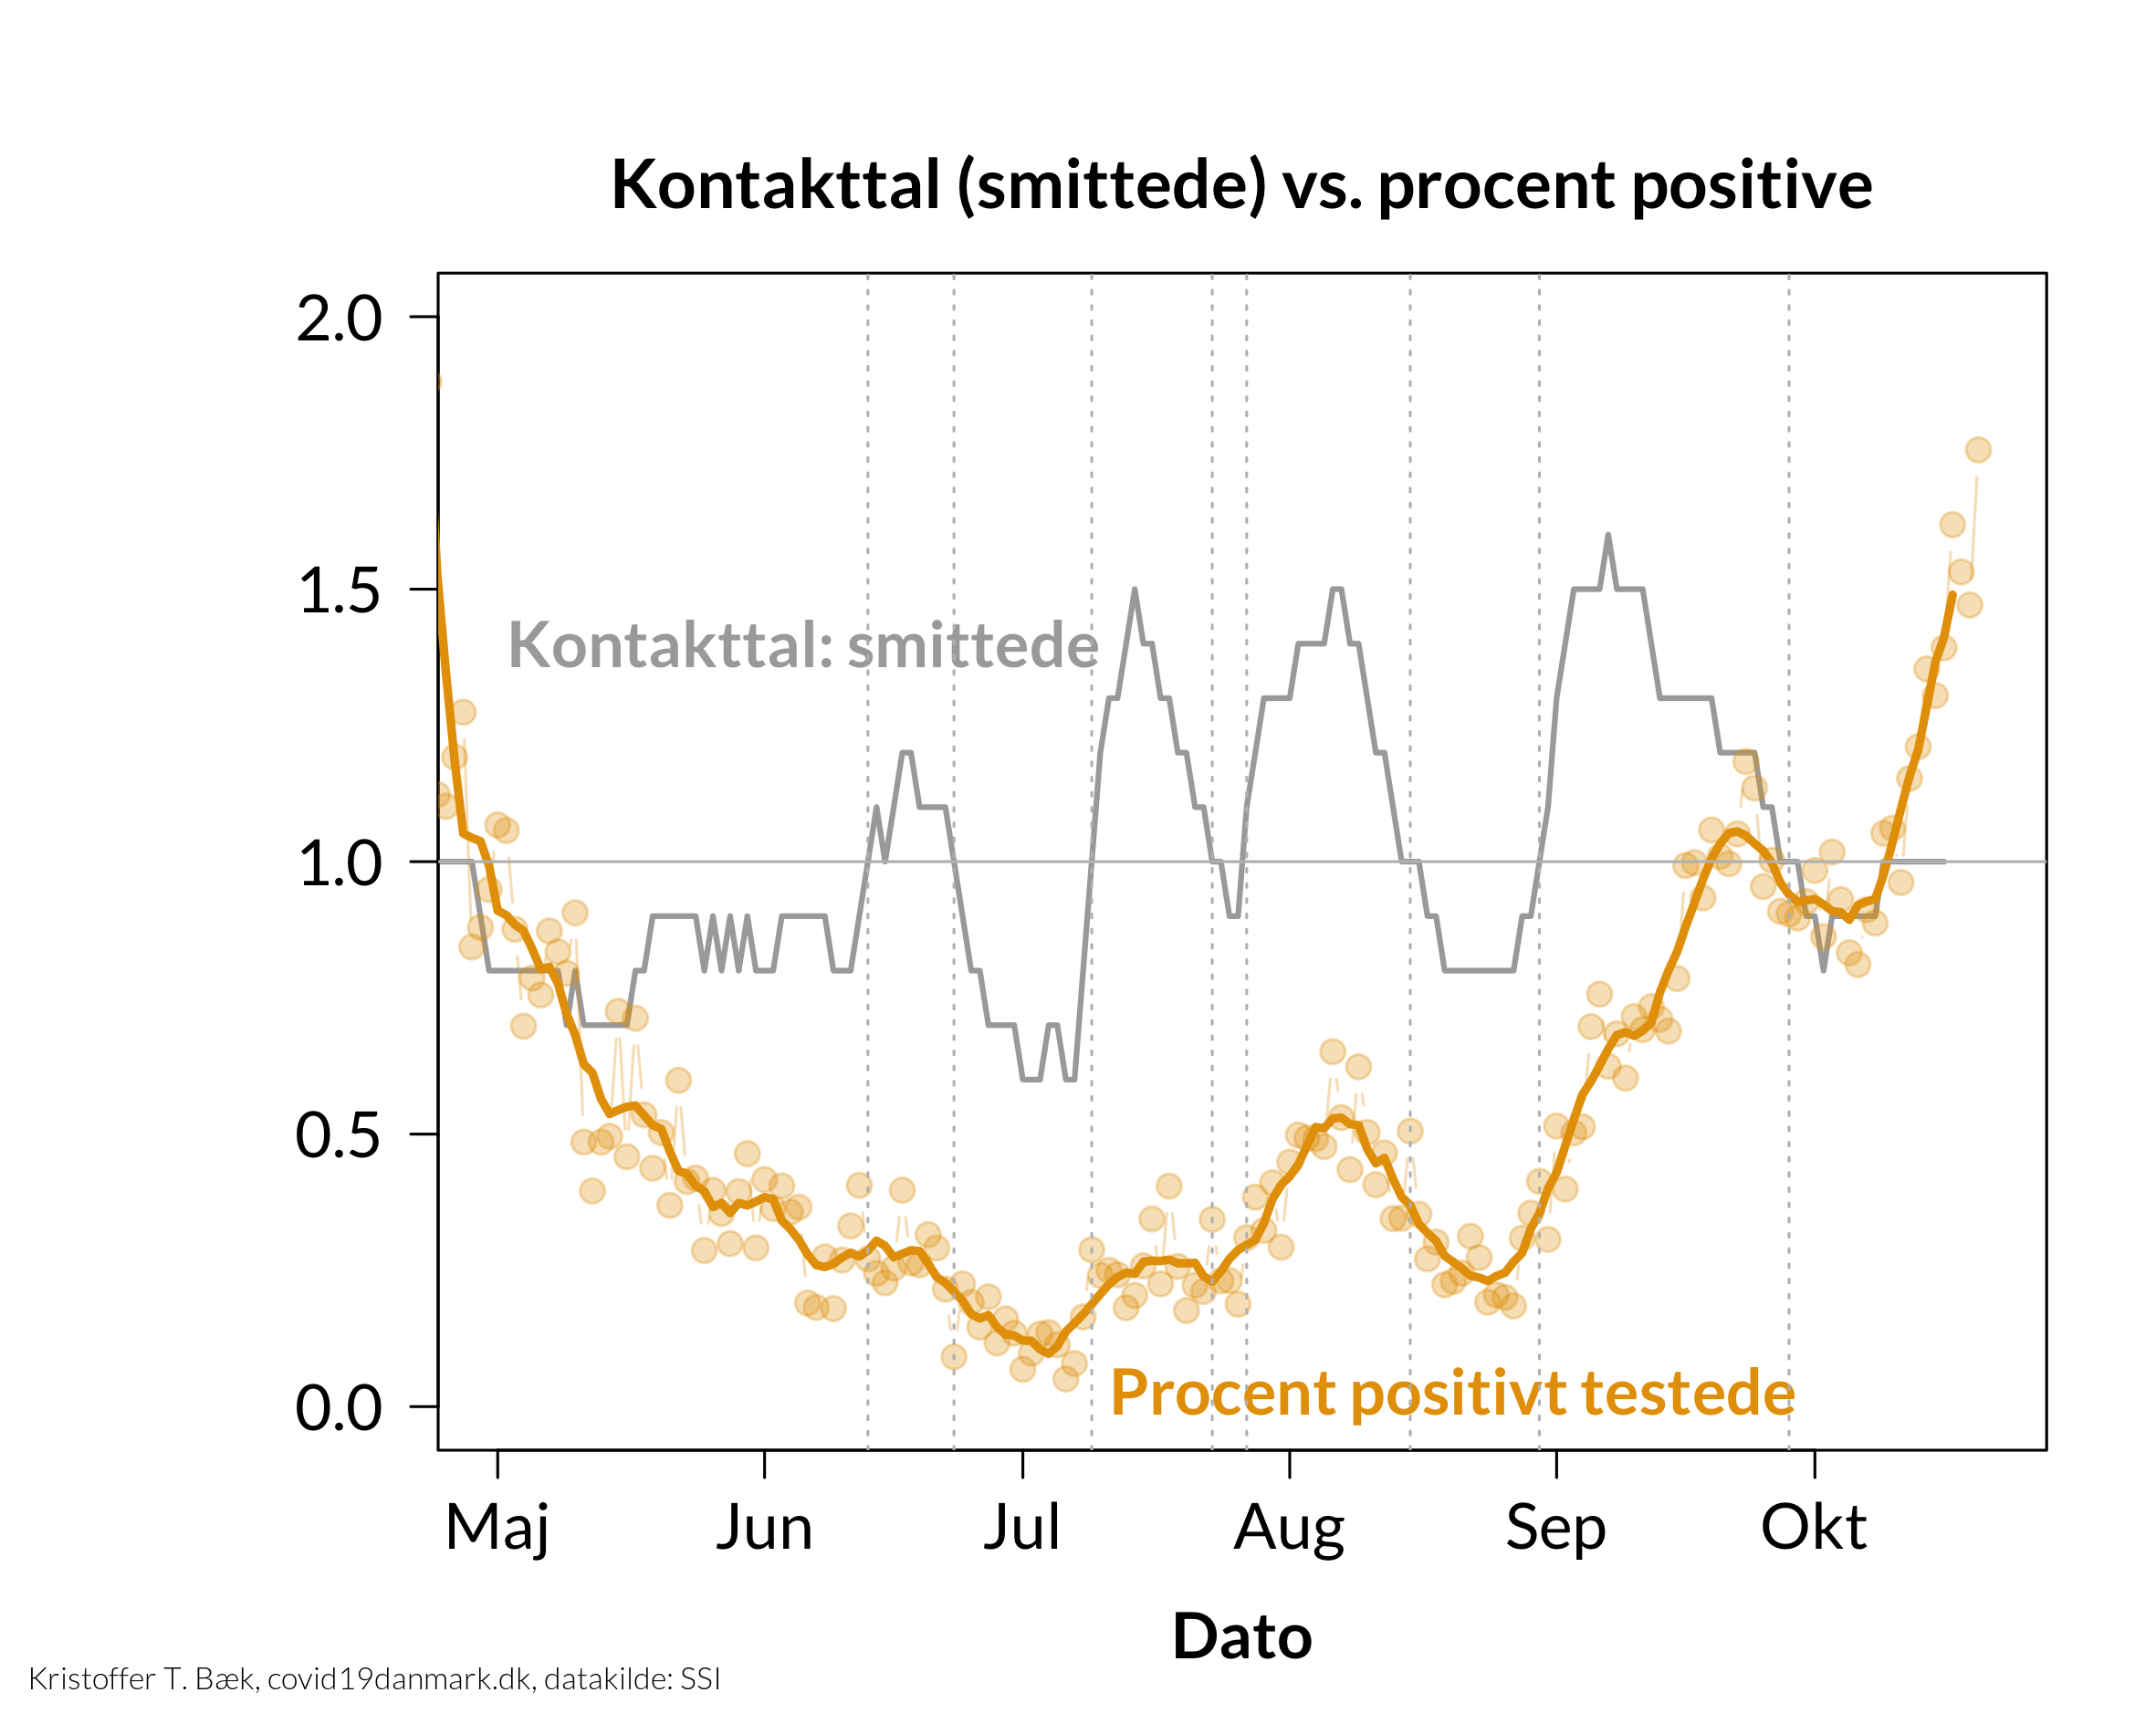 Kontakttal (smittede) vs. procent positive
2.0
1.5
1.0
0.5
0.0
Kontakttal: smittede
Procent positivt testede
Maj Jun Jul Aug Sep Okt
Dato
Kristoffer T. Bæk, covid19danmark.dk, datakilde: SSI